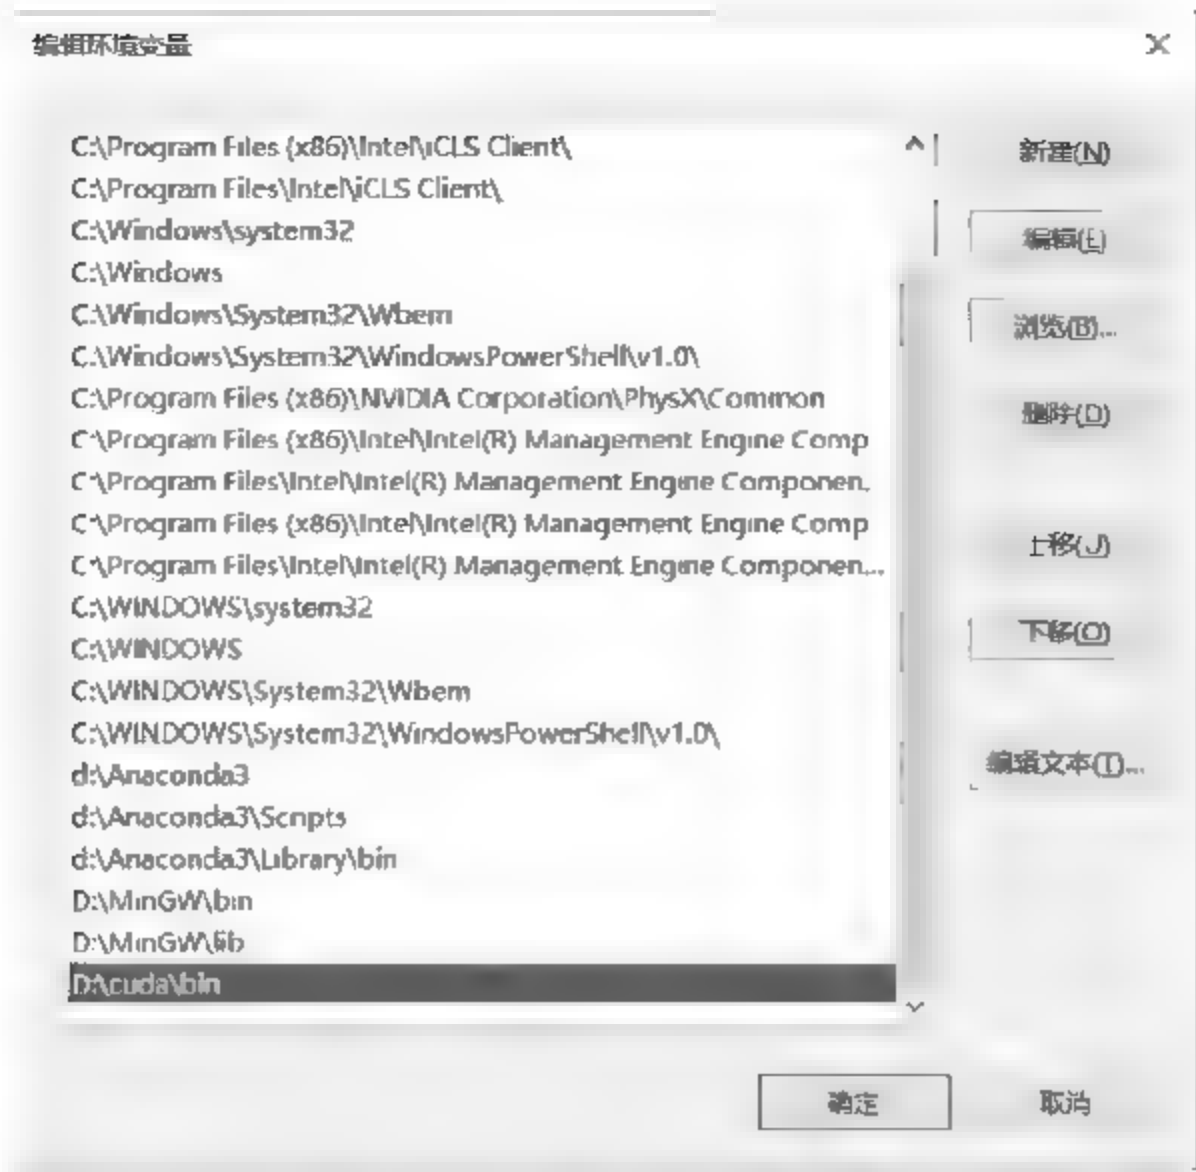 编辑环境变量
C:\Program Files (x86)\Intel\iCLS Client\
C:\Program Files\Intel\iCLS Client\
C:\Windows\system32
C:\Windows
C:\Windows\System32\Wbem
C:\Windows\System32\WindowsPowerShell\v1.0\
C:\Program Files (x86)\NVIDIA Corporation\PhysX\Common
C:\Program Files (x86)\Intel\Intel(R) Management Engine Comp
C:\Program Files\Intel\Intel(R) Management Engine Componen.
C:\Program Files (x86)\Intel\Intel(R) Management Engine Comp
C:\Program Files\Intel\Intel(R) Management Engine Componen...
C:\WINDOWS\system32
C:\WINDOWS
C:\WINDOWS\System32\Wbem
C:\WINDOWS\System32\WindowsPowerShell\v1.0\
d:\Anaconda3
d:\Anaconda3\Scripts
d:\Anaconda3\Library\bin
D:\MinGW\bin
D:\MinGW\lib
D:\cuda\bin
新建(N)
编辑(E)
浏览(B)...
删除(D)
上移(U)
下移(O)
编辑文本(T)...
确定
取消